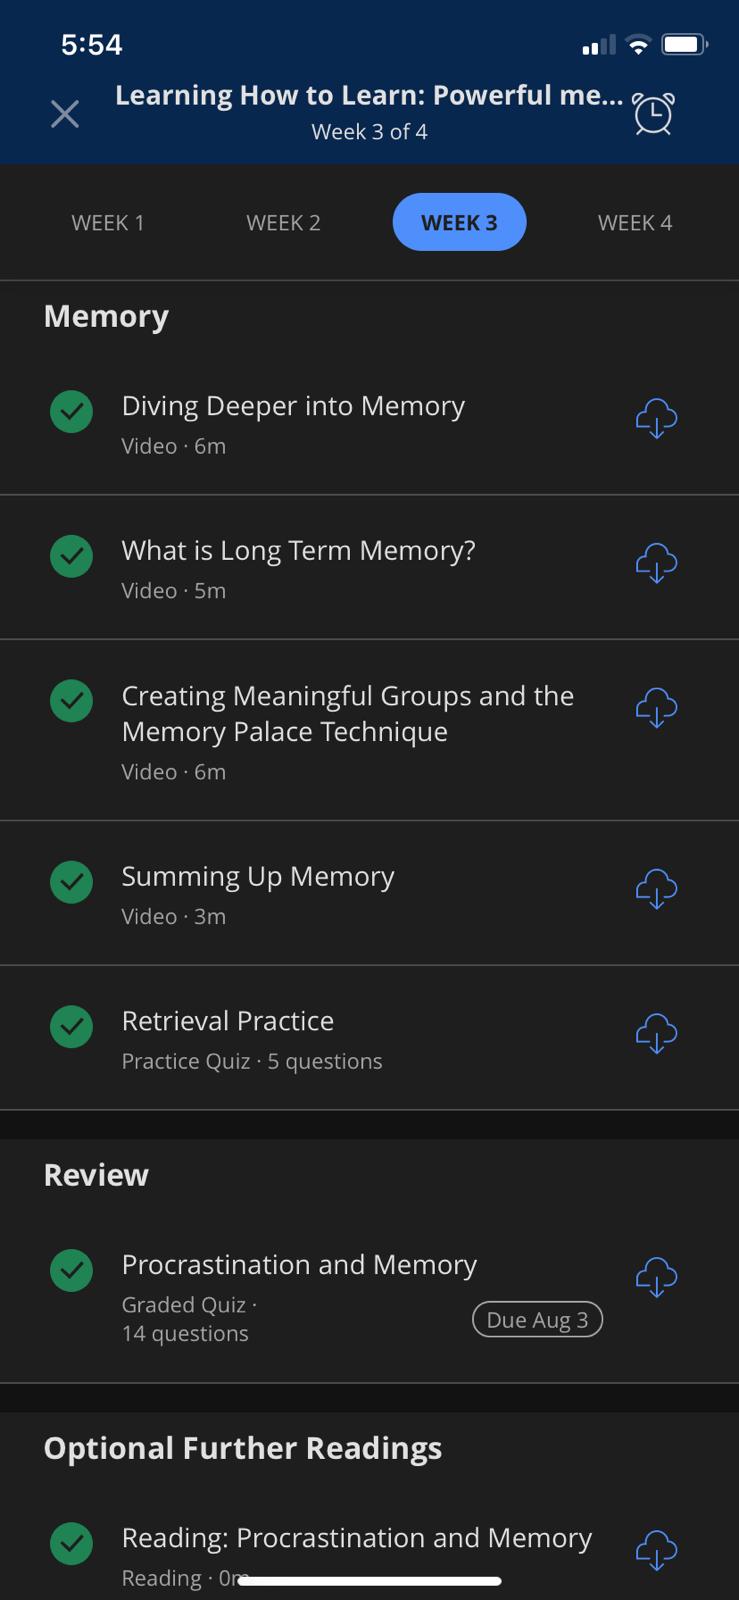 5:54
Learning How to Learn: Powerful me...
Week 3 of 4
WEEK 1 WEEK 2 WEEK 3 WEEK 4
Memory
Diving Deeper into Memory
Video · 6m
What is Long Term Memory?
Video · 5m
Creating Meaningful Groups and the
Memory Palace Technique
Video · 6m
Summing Up Memory
Video · 3m
Retrieval Practice
Practice Quiz · 5 questions
Review
Procrastination and Memory
Graded Quiz ·
14 questions
Due Aug 3
Optional Further Readings
Reading: Procrastination and Memory
Reading · 0m